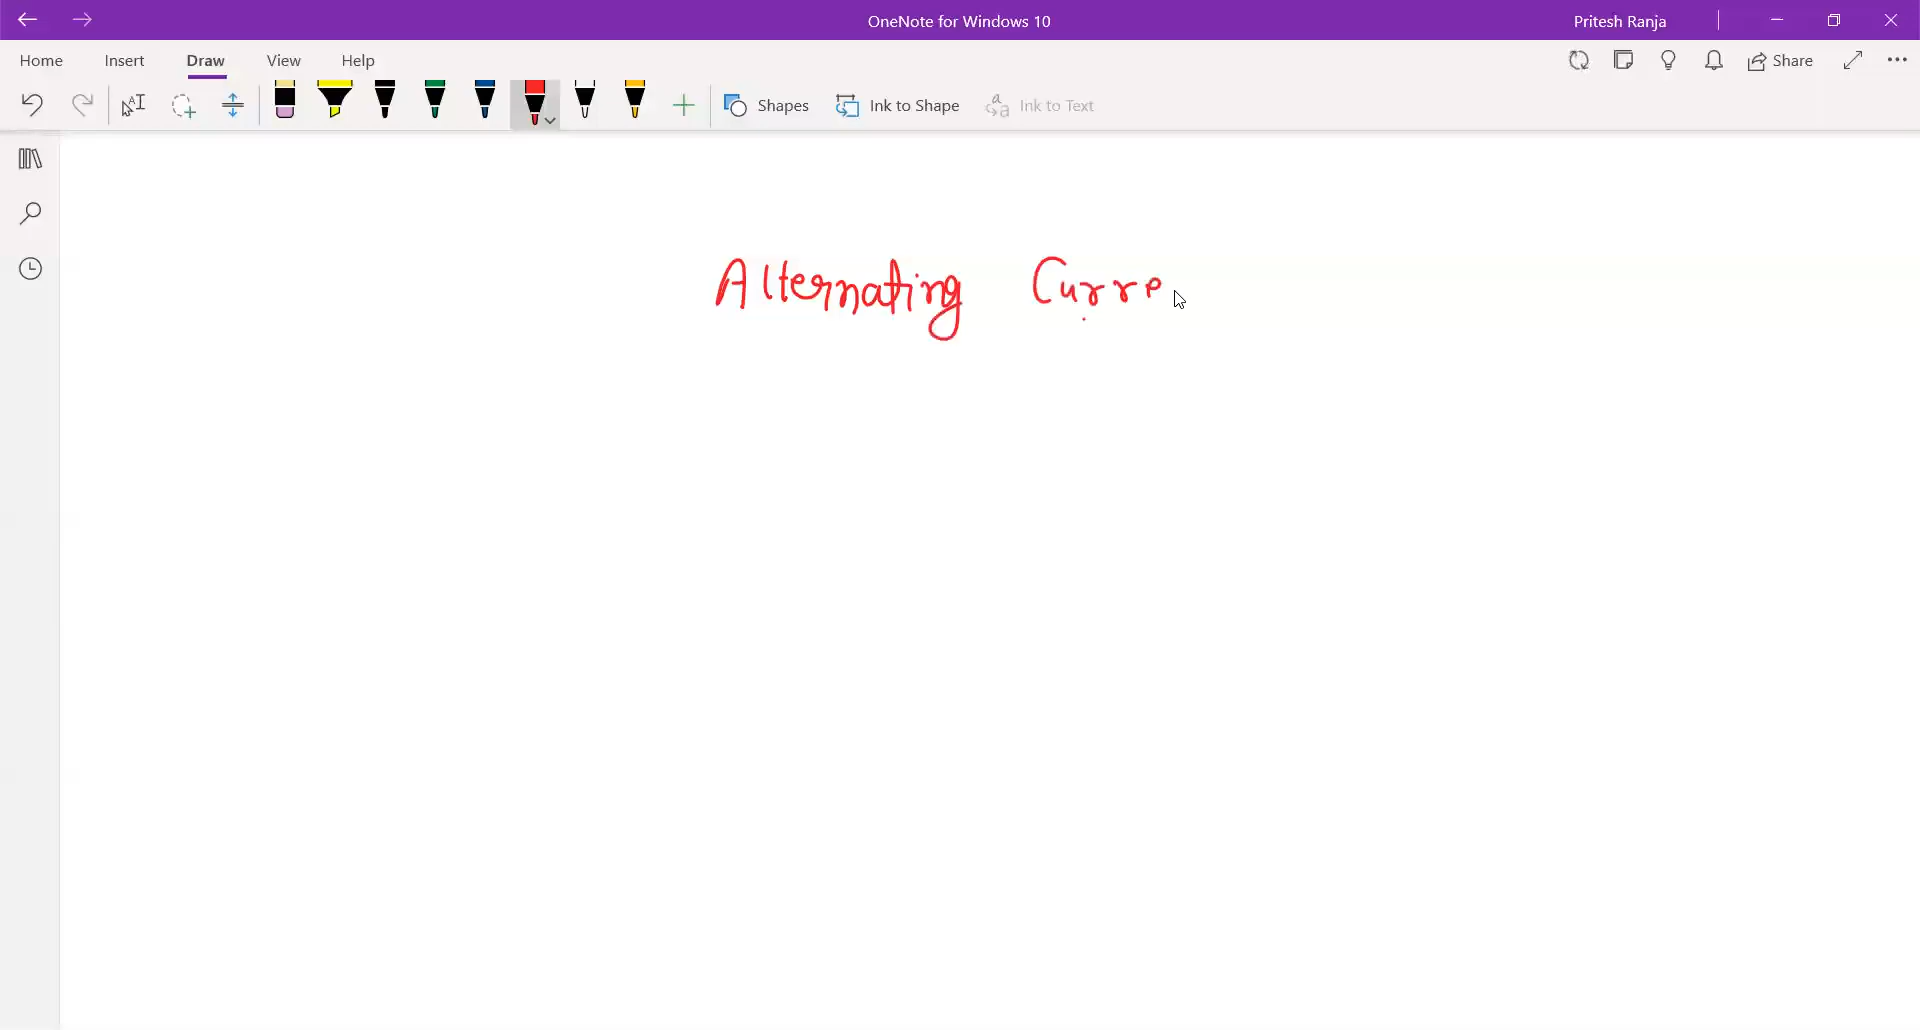 OneNote for Windows 10
Pritesh Ranja
Home Insert Draw View Help
Share
Shapes Ink to Shape Ink to Text
Alternating Curre